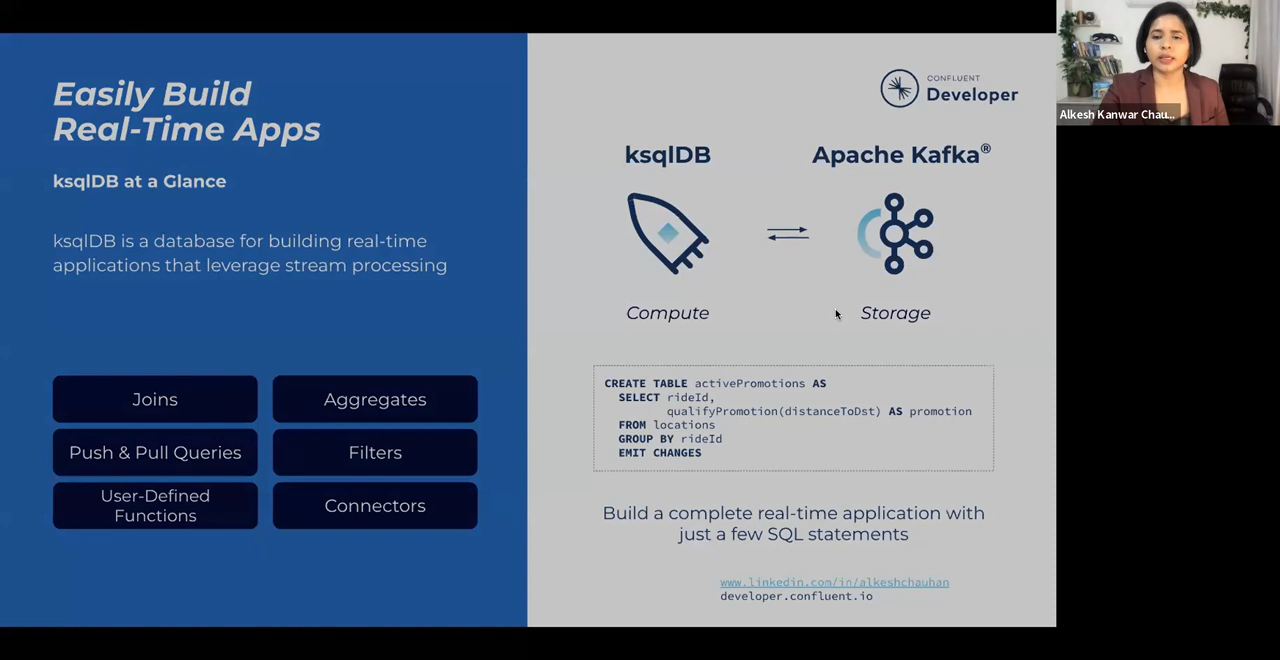 Easily Build
Real-Time Apps
ksqlDB at a Glance
ksqlDB is a database for building real-time
applications that leverage stream processing
Joins
Aggregates
Push & Pull Queries
Filters
User-Defined
Functions
Connectors
CONFLUENT
Developer
ksqlDB
Apache Kafka®
Compute
Storage
CREATE TABLE activePromotions AS
SELECT rideId,
qualifyPromotion(distanceToDst) AS promotion
FROM locations
GROUP BY rideId
EMIT CHANGES
Build a complete real-time application with
just a few SQL statements
www.linkedin.com/in/alkeshchauhan
developer.confluent.io
Alkesh Kanwar Chau...